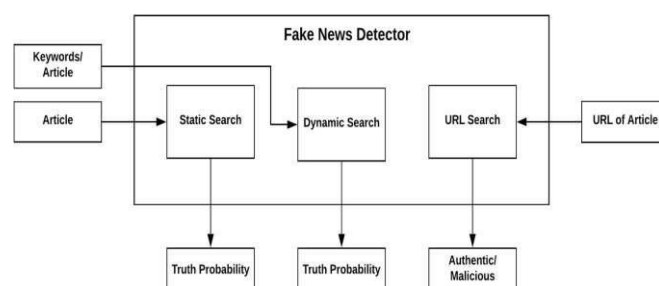 Fake News Detector
Keywords/
Article
Article
Static Search
Dynamic Search
URL Search
URL of Article
Truth Probability
Truth Probability
Authentic/
Malicious